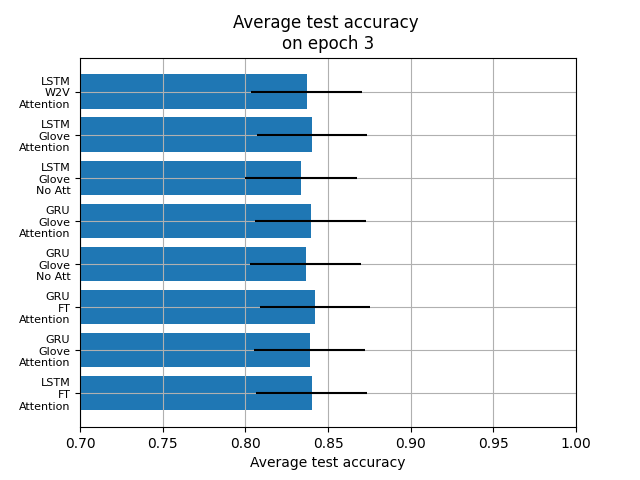 Average test accuracy
on epoch 3
LSTM
W2V
Attention
LSTM
Glove
Attention
LSTM
Glove
No Att
GRU
Glove
Attention
GRU
Glove
No Att
GRU
FT
Attention
GRU
Glove
Attention
LSTM
FT
Attention
0.70 0.75 0.80 0.85 0.90 0.95 1.00
Average test accuracy